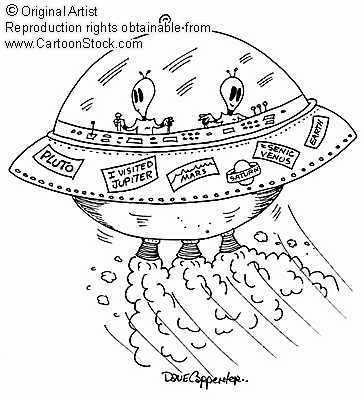 © Original Artist
Reproduction rights obtainable from
www.CartoonStock.com
PLUTO
I VISITED
JUPITER
MARS
SATURN
SCENIC
VENUS
EARTH
DAVE CARPENTER..